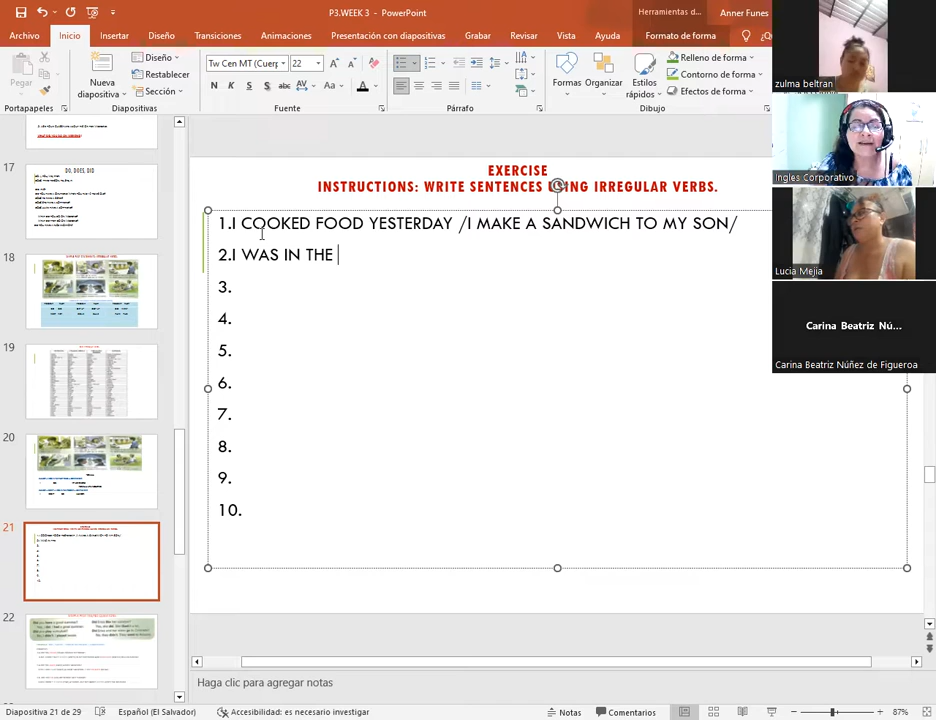 P3.WEEK 3 - PowerPoint
Herramientas d...
Anner Funes
Archivo Inicio Insertar Diseño Transiciones Animaciones Presentación con diapositivas Grabar Revisar Vista Ayuda Formato de forma
Pegar
Portapapeles
Nueva diapositiva
Diseño
Restablecer
Sección
Diapositivas
Tw Cen MT (Cuerp 22
N K S S abc AV Aa A
Fuente
Párrafo
Formas
Organizar
Estilos rápidos
Relleno de forma
Contorno de forma
Efectos de forma
Dibujo
zulma beltran
Ingles Corporativo
Lucia Mejia
Carina Beatriz Nú...
Carina Beatriz Núñez de Figueroa
17
DO, DOES, DID
18
19
20
21
22
EXERCISE
INSTRUCTIONS: WRITE SENTENCES USING IRREGULAR VERBS.
1.I COOKED FOOD YESTERDAY /I MAKE A SANDWICH TO MY SON/
2.I WAS IN THE
3.
4.
5.
6.
7.
8.
9.
10.
Haga clic para agregar notas
Diapositiva 21 de 29 Español (El Salvador) Accesibilidad: es necesario investigar Notas Comentarios 87%